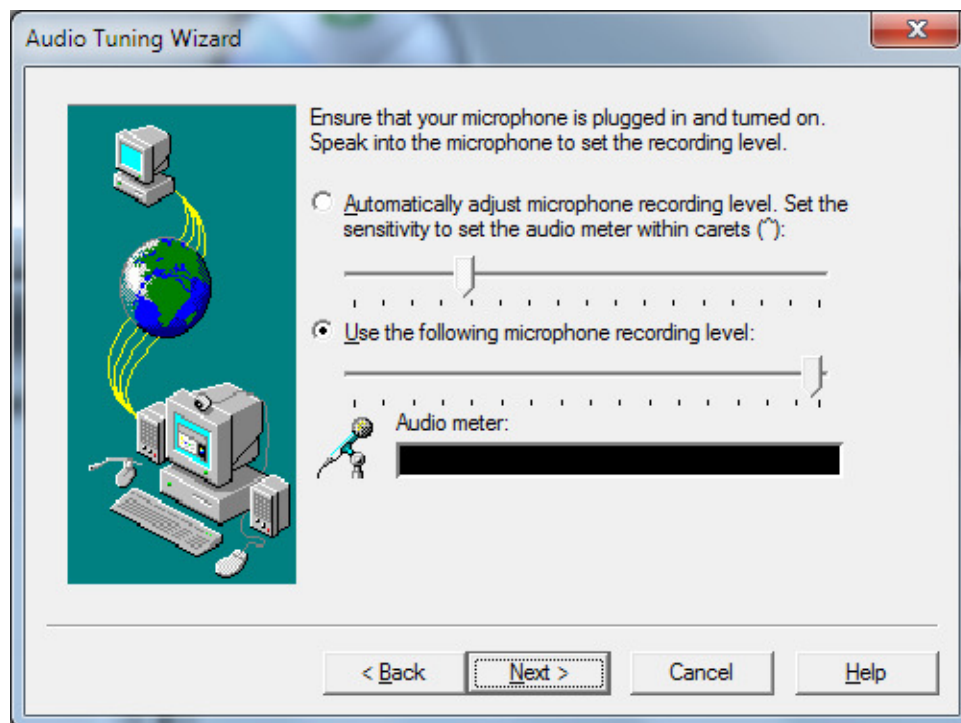 Audio Tuning Wizard
Ensure that your microphone is plugged in and turned on.
Speak into the microphone to set the recording level.
Automatically adjust microphone recording level. Set the
sensitivity to set the audio meter within carets (^):
Use the following microphone recording level:
Audio meter:
< Back
Next >
Cancel
Help